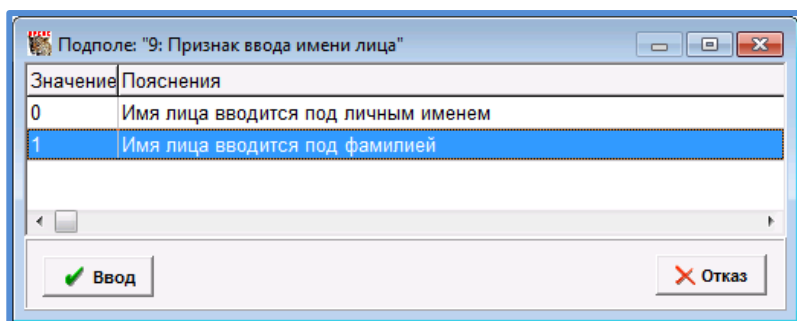 Подполе: "9: Признак ввода имени лица"
Значение Пояснения
0 Имя лица вводится под личным именем
1 Имя лица вводится под фамилией
Ввод Отказ